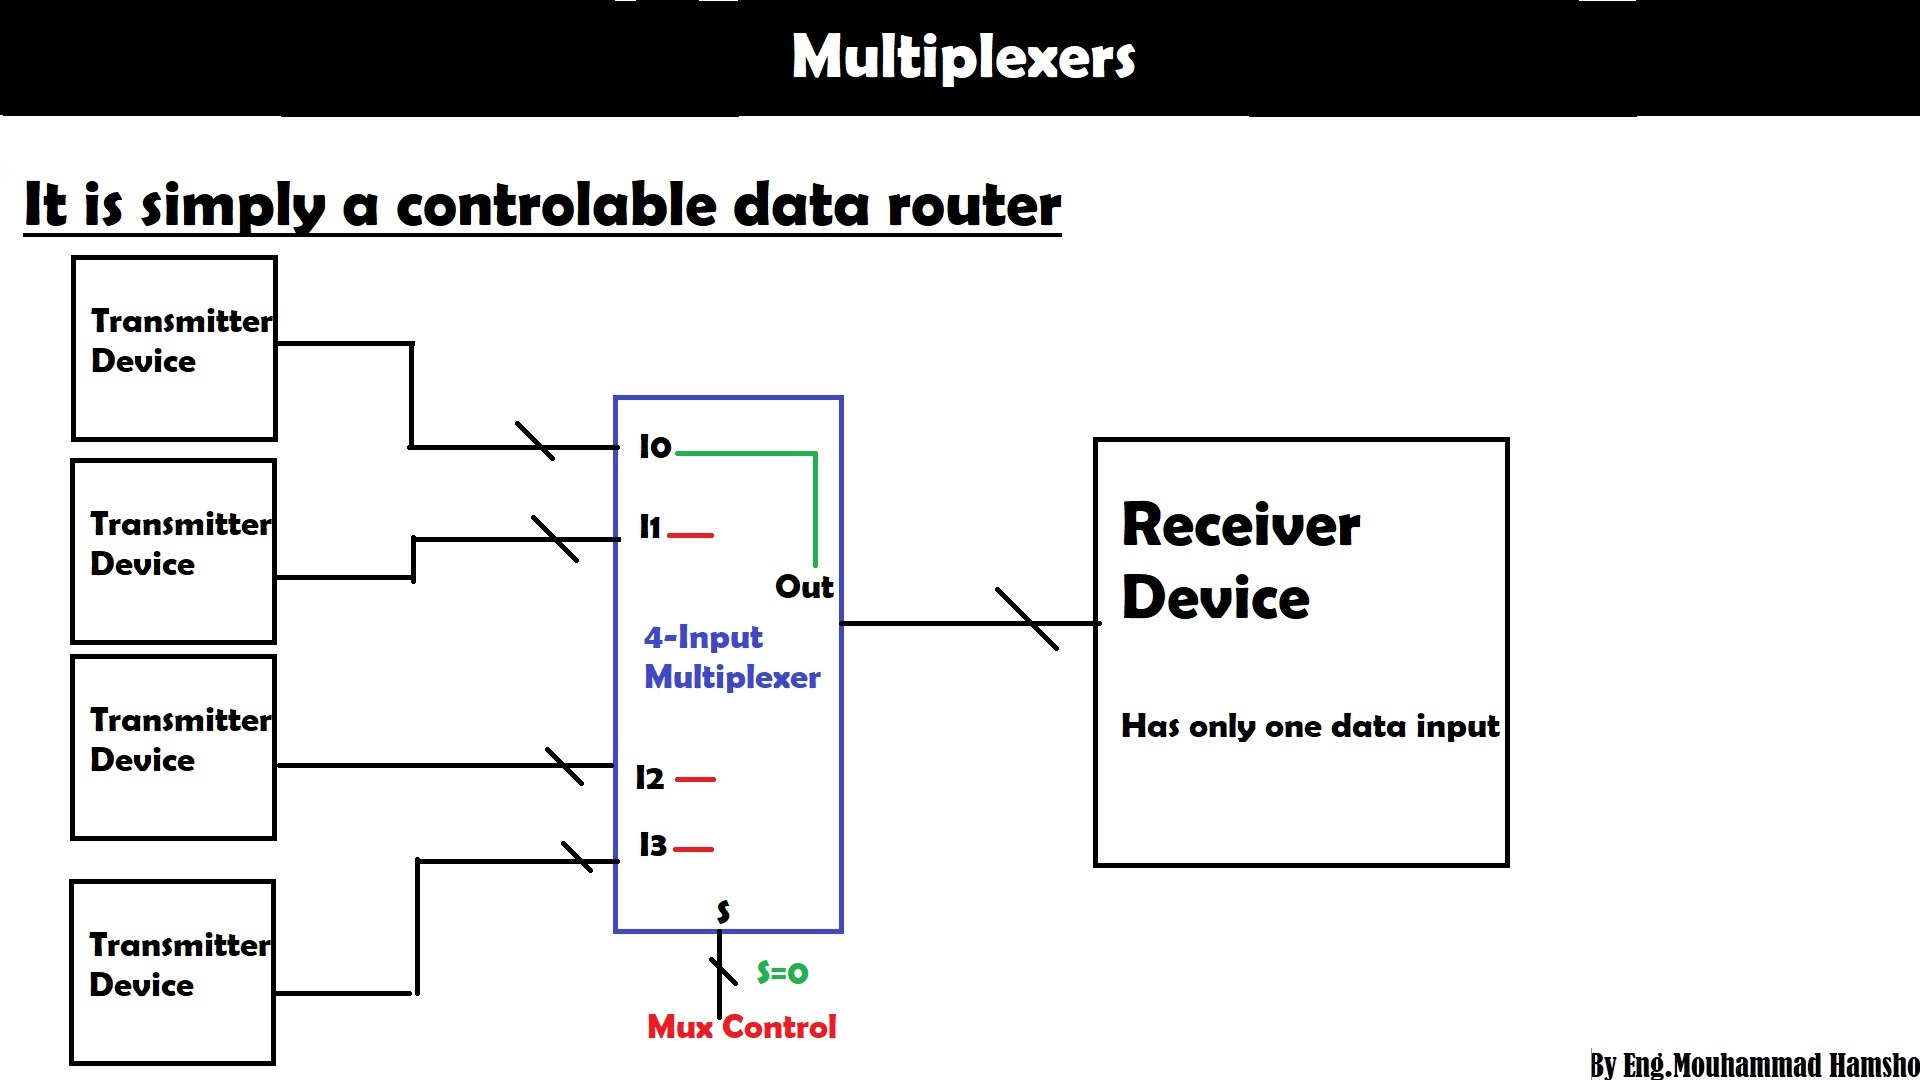 Multiplexers
It is simply a controlable data router
Transmitter
Device
Transmitter
Device
Transmitter
Device
Transmitter
Device
I0
I1
Out
4-Input
Multiplexer
I2
I3
S
S=0
Mux Control
Receiver
Device
Has only one data input
By Eng.Mouhammad Hamsho